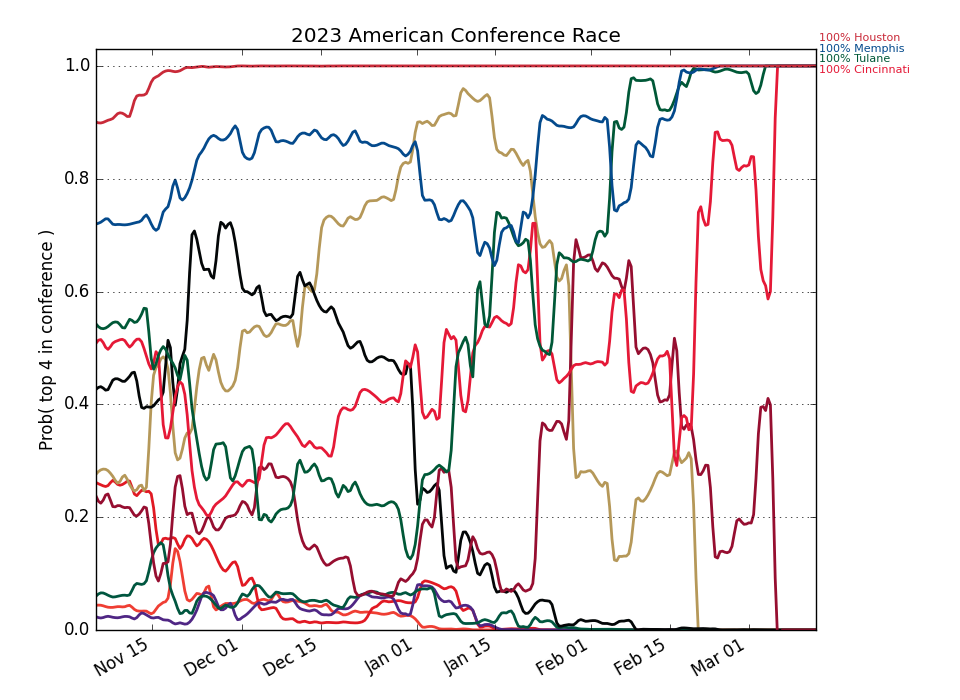 2023 American Conference Race
100% Houston
100% Memphis
100% Tulane
100% Cincinnati
Prob( top 4 in conference )
1.0
0.8
0.6
0.4
0.2
0.0
Nov 15
Dec 01
Dec 15
Jan 01
Jan 15
Feb 01
Feb 15
Mar 01